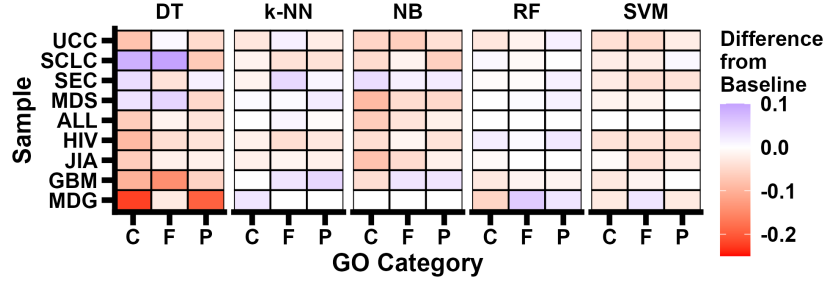 DT k-NN NB RF SVM
Sample
UCC
SCLC
SEC
MDS
ALL
HIV
JIA
GBM
MDG
C F P C F P C F P C F P C F P
GO Category
Difference
from
Baseline
0.1
0.0
-0.1
-0.2